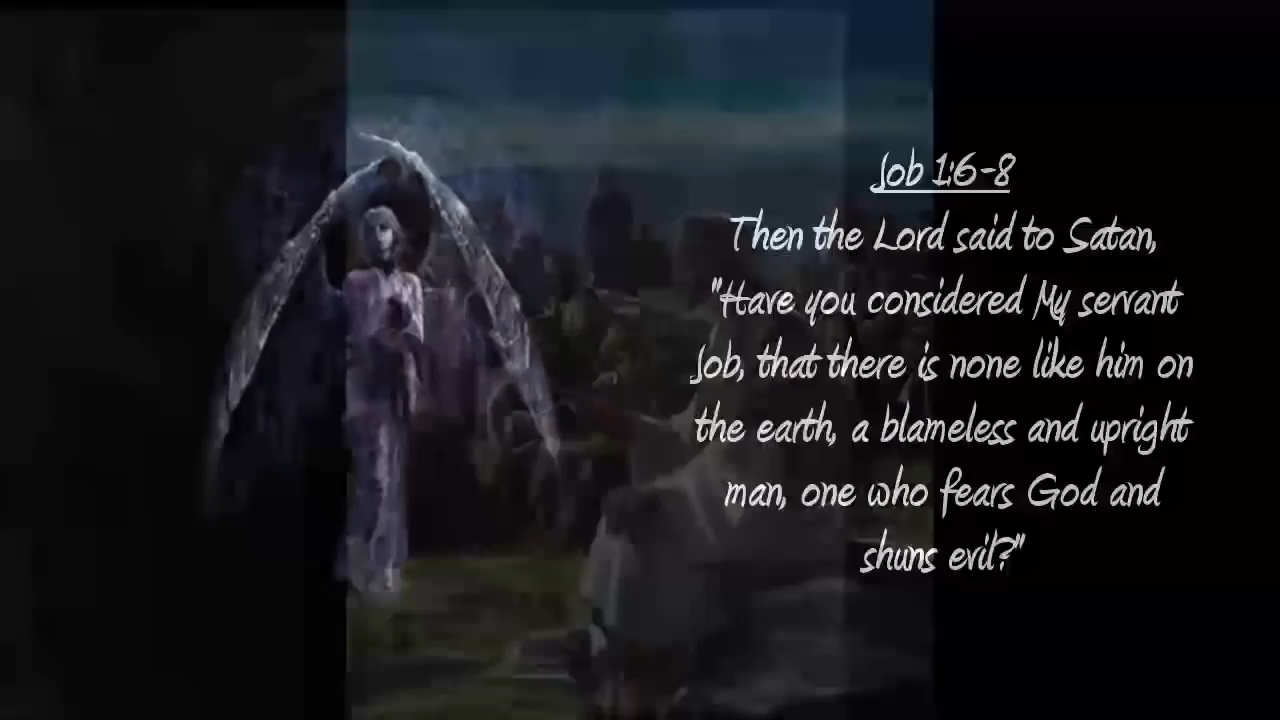 Job 1:6-8
Then the Lord said to Satan,
"Have you considered My servant
Job, that there is none like him on
the earth, a blameless and upright
man, one who fears God and
shuns evil?"